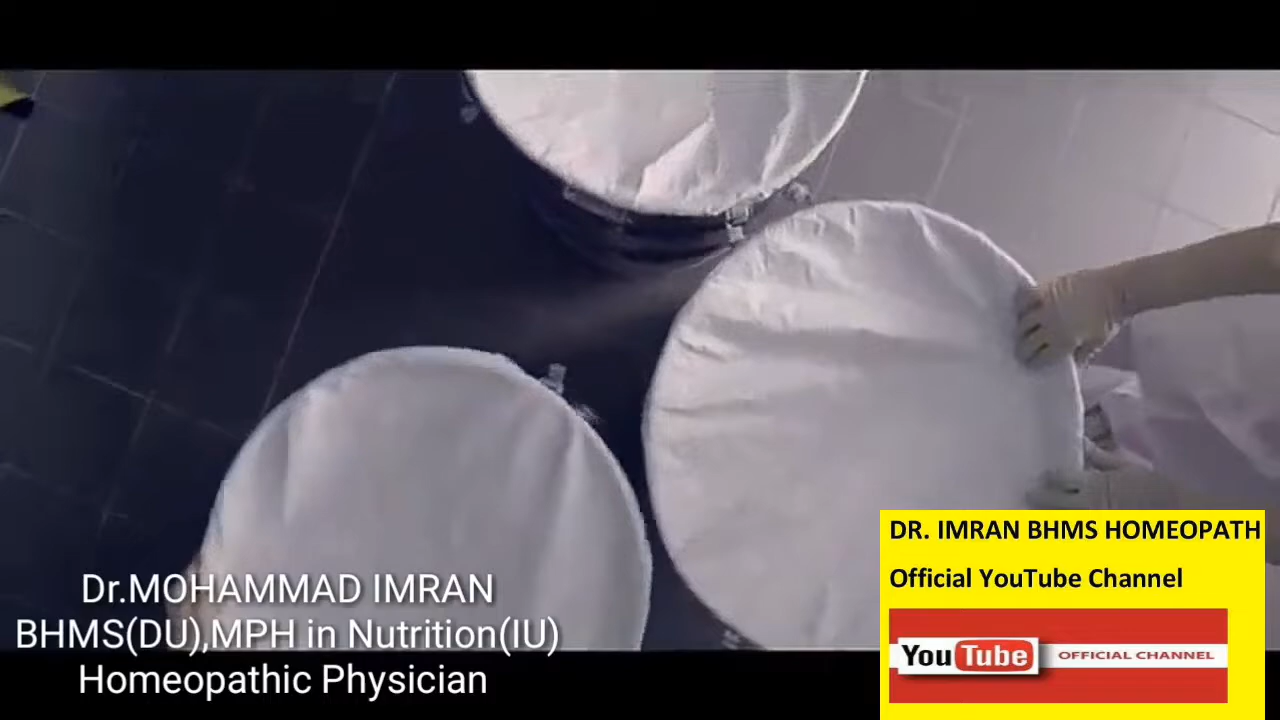 Dr.MOHAMMAD IMRAN
BHMS(DU),MPH in Nutrition(IU)
Homeopathic Physician
DR. IMRAN BHMS HOMEOPATH
Official YouTube Channel
YouTube OFFICIAL CHANNEL